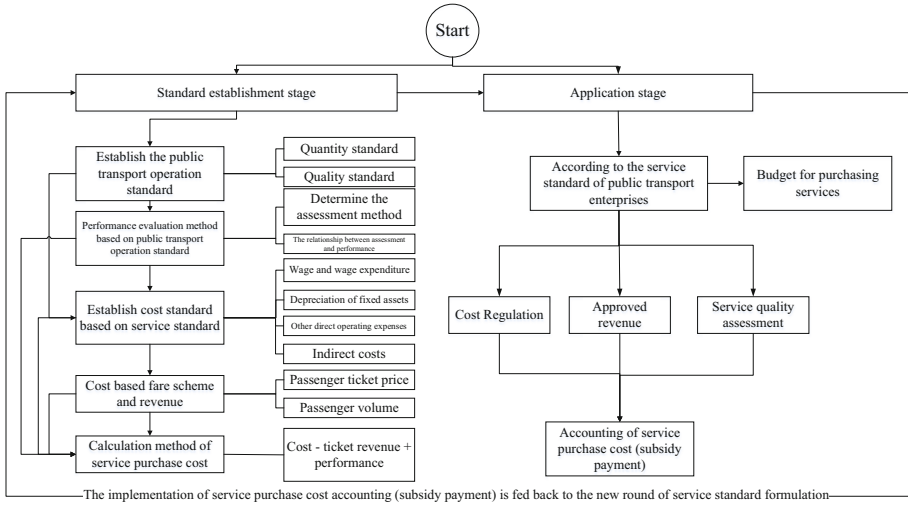 Start
Standard establishment stage
Application stage
Establish the public
transport operation
standard
Quantity standard
Quality standard
Performance evaluation method
based on public transport
operation standard
Determine the
assessment method
The relationship between assessment
and performance
Establish cost standard
based on service standard
Wage and wage expenditure
Depreciation of fixed assets
Other direct operating expenses
Indirect costs
Cost based fare scheme
and revenue
Passenger ticket price
Passenger volume
Calculation method of
service purchase cost
Cost - ticket revenue +
performance
According to the service
standard of public transport
enterprises
Budget for purchasing
services
Cost Regulation
Approved
revenue
Service quality
assessment
Accounting of service
purchase cost (subsidy
payment)
The implementation of service purchase cost accounting (subsidy payment) is fed back to the new round of service standard formulation